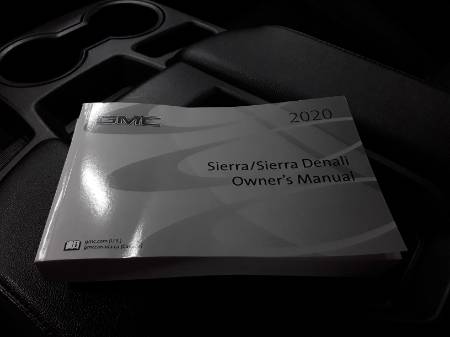 GMC
2020
Sierra/Sierra Denali
Owner's Manual
gmc.com (U.S.)